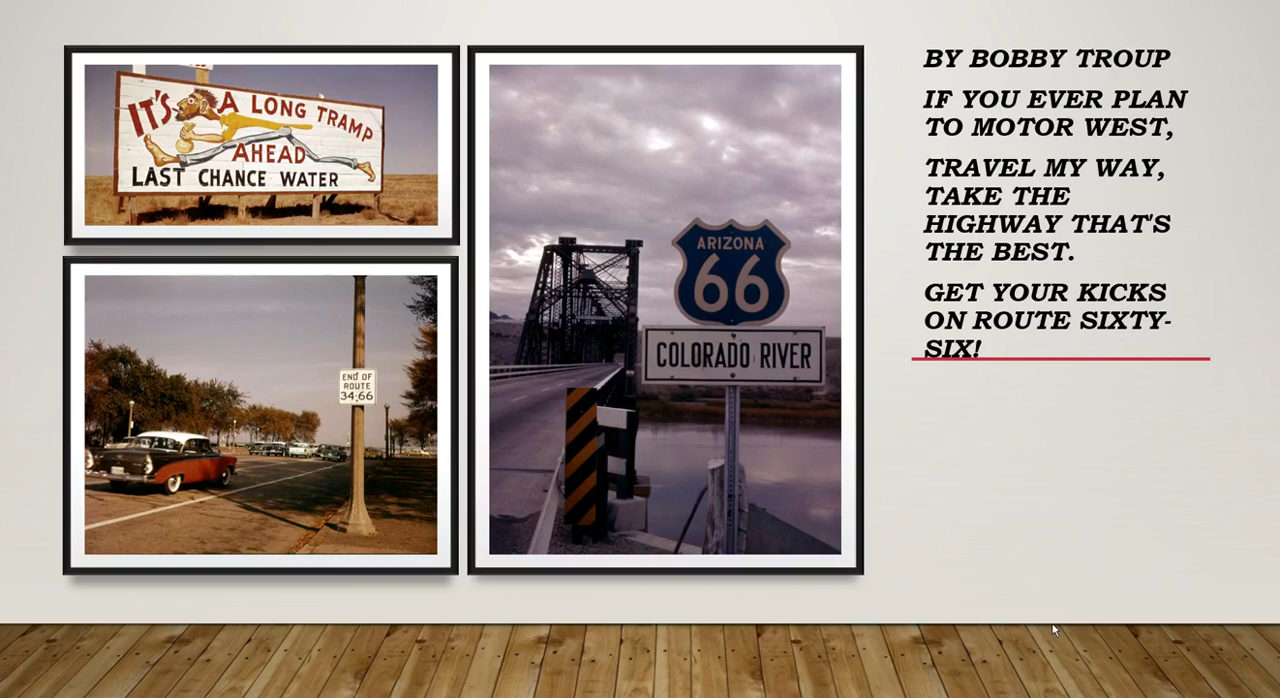 IT'S A LONG TRAMP
AHEAD
LAST CHANCE WATER
END OF
ROUTE
34·66
ARIZONA
66
COLORADO RIVER
BY BOBBY TROUP
IF YOU EVER PLAN
TO MOTOR WEST,
TRAVEL MY WAY,
TAKE THE
HIGHWAY THAT'S
THE BEST.
GET YOUR KICKS
ON ROUTE SIXTY-
SIX!